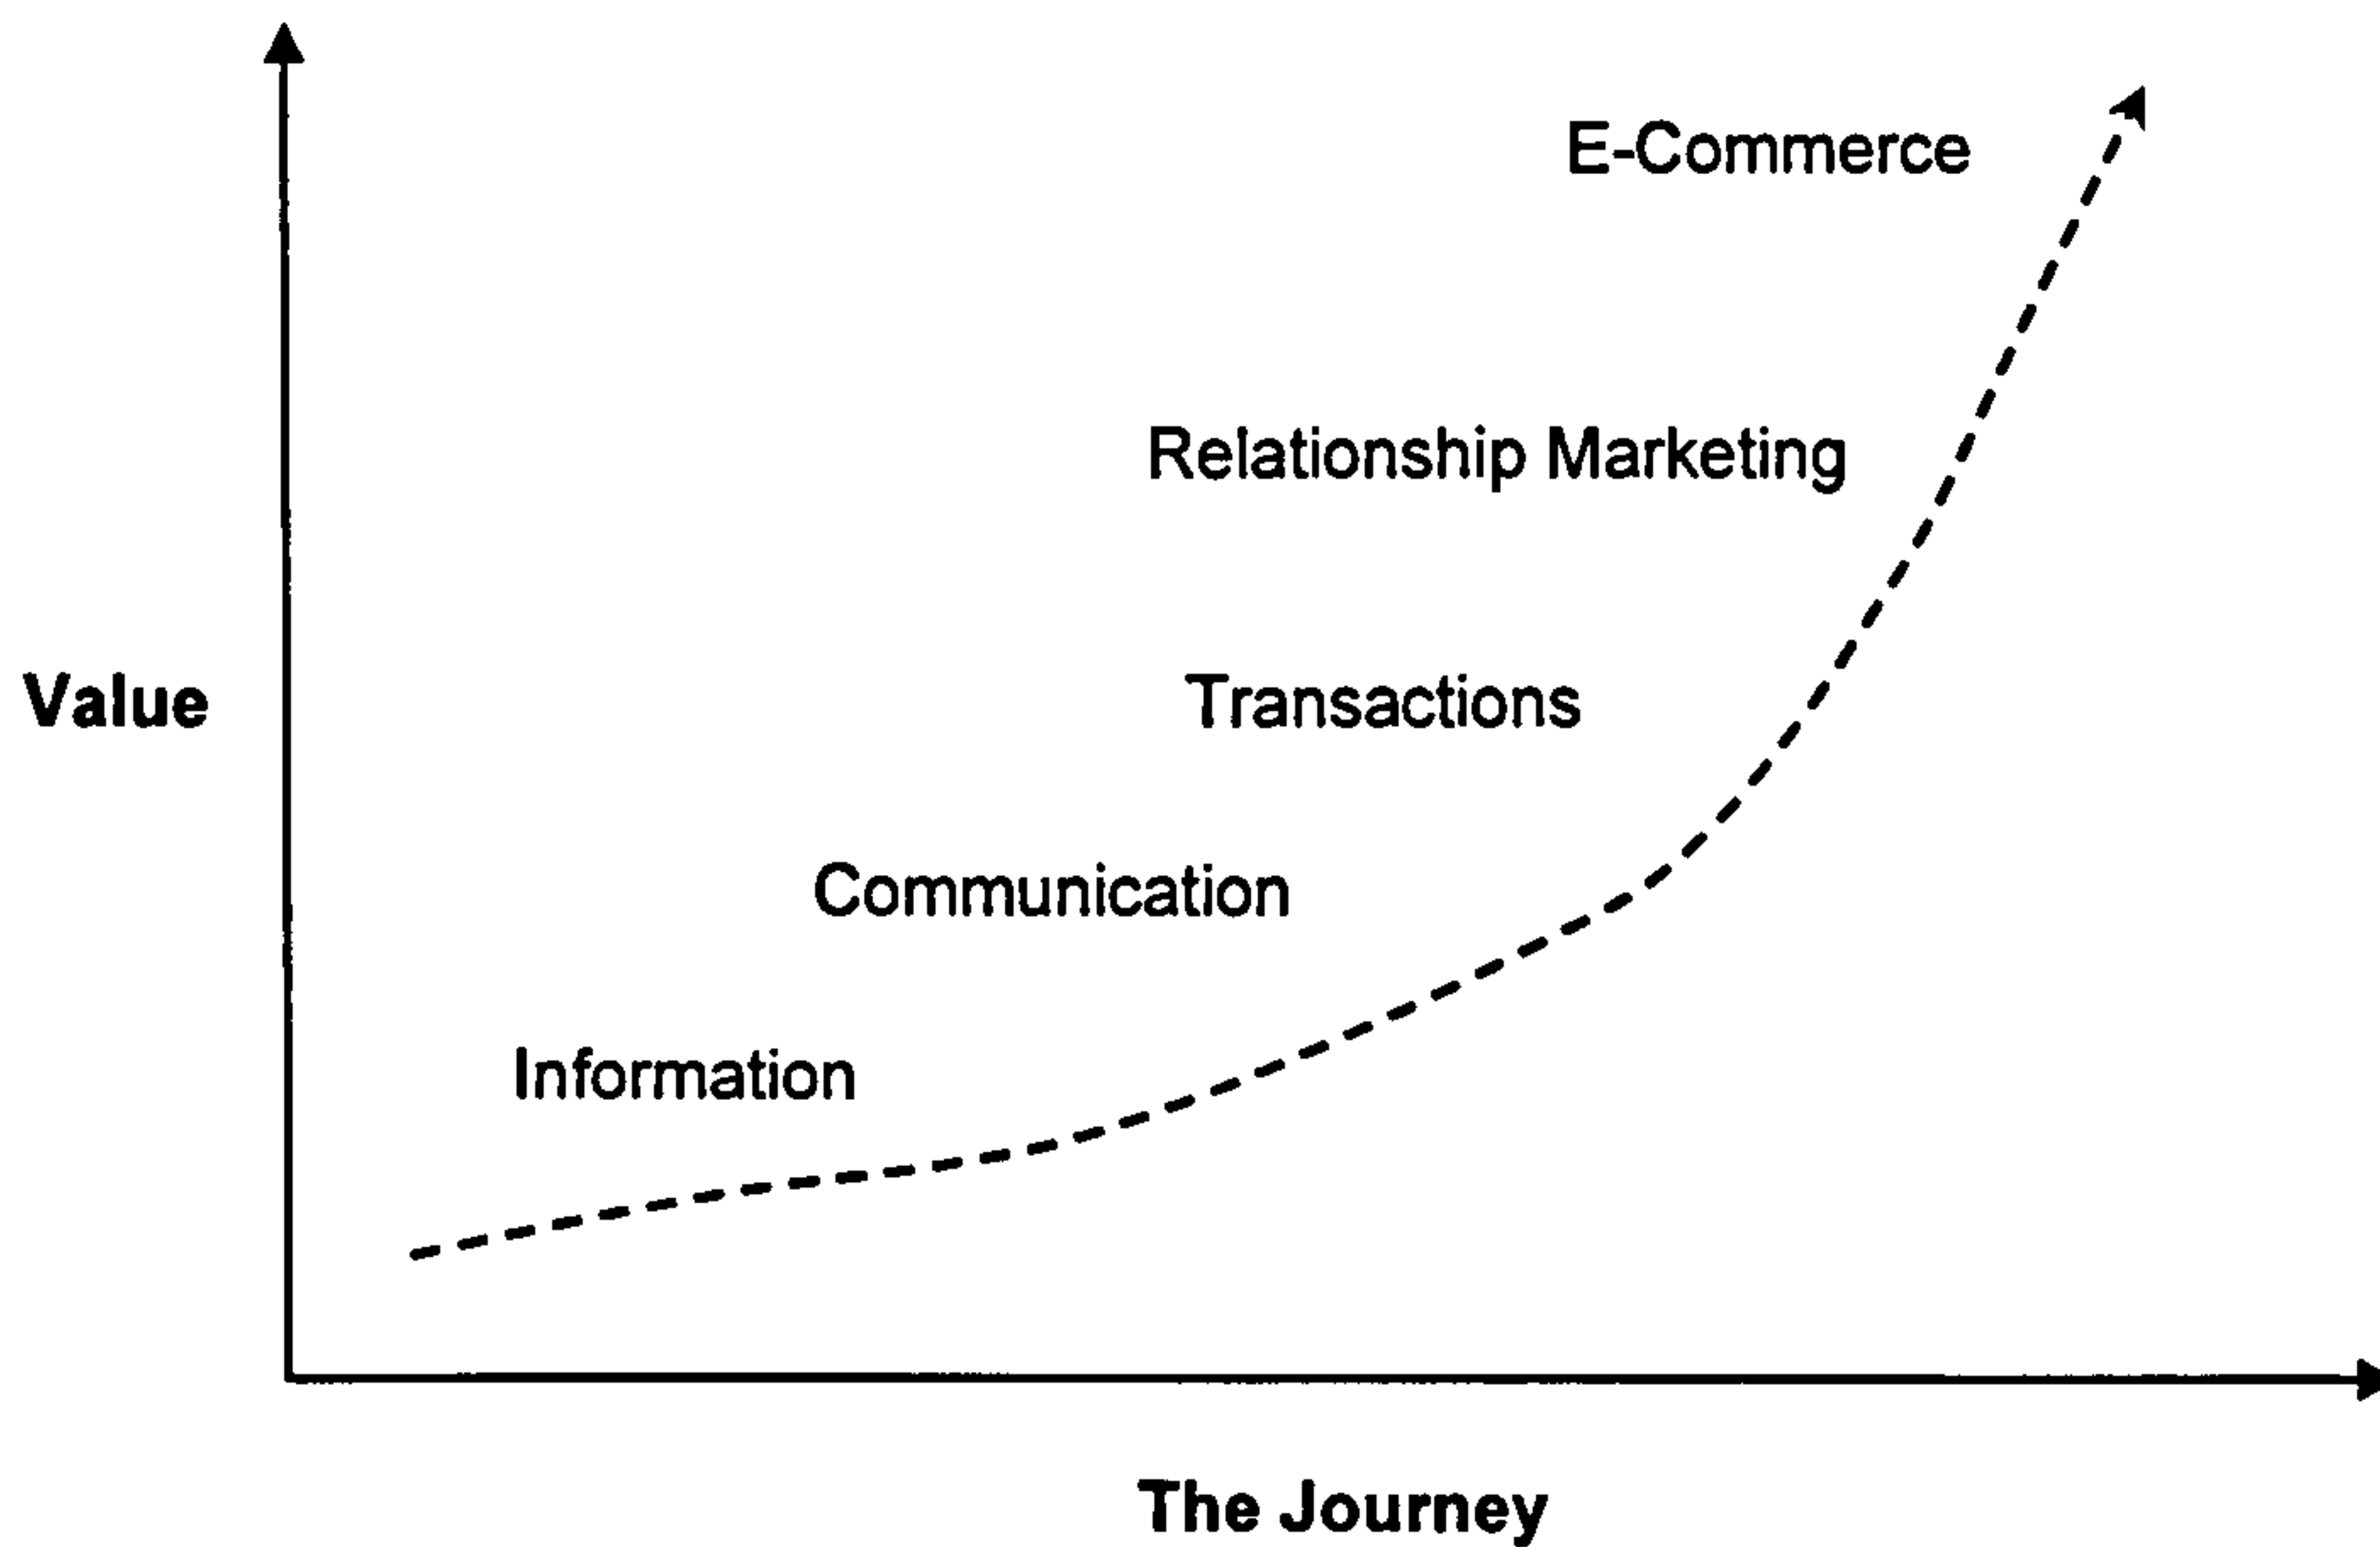 E-Commerce
Relationship Marketing
Value
Transactions
Communication
Information
The Journey